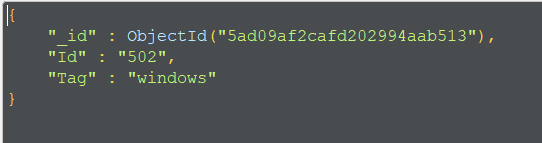 {
"_id" : ObjectId("5ad09af2cafd202994aab513"),
"Id" : "502",
"Tag" : "windows"
}